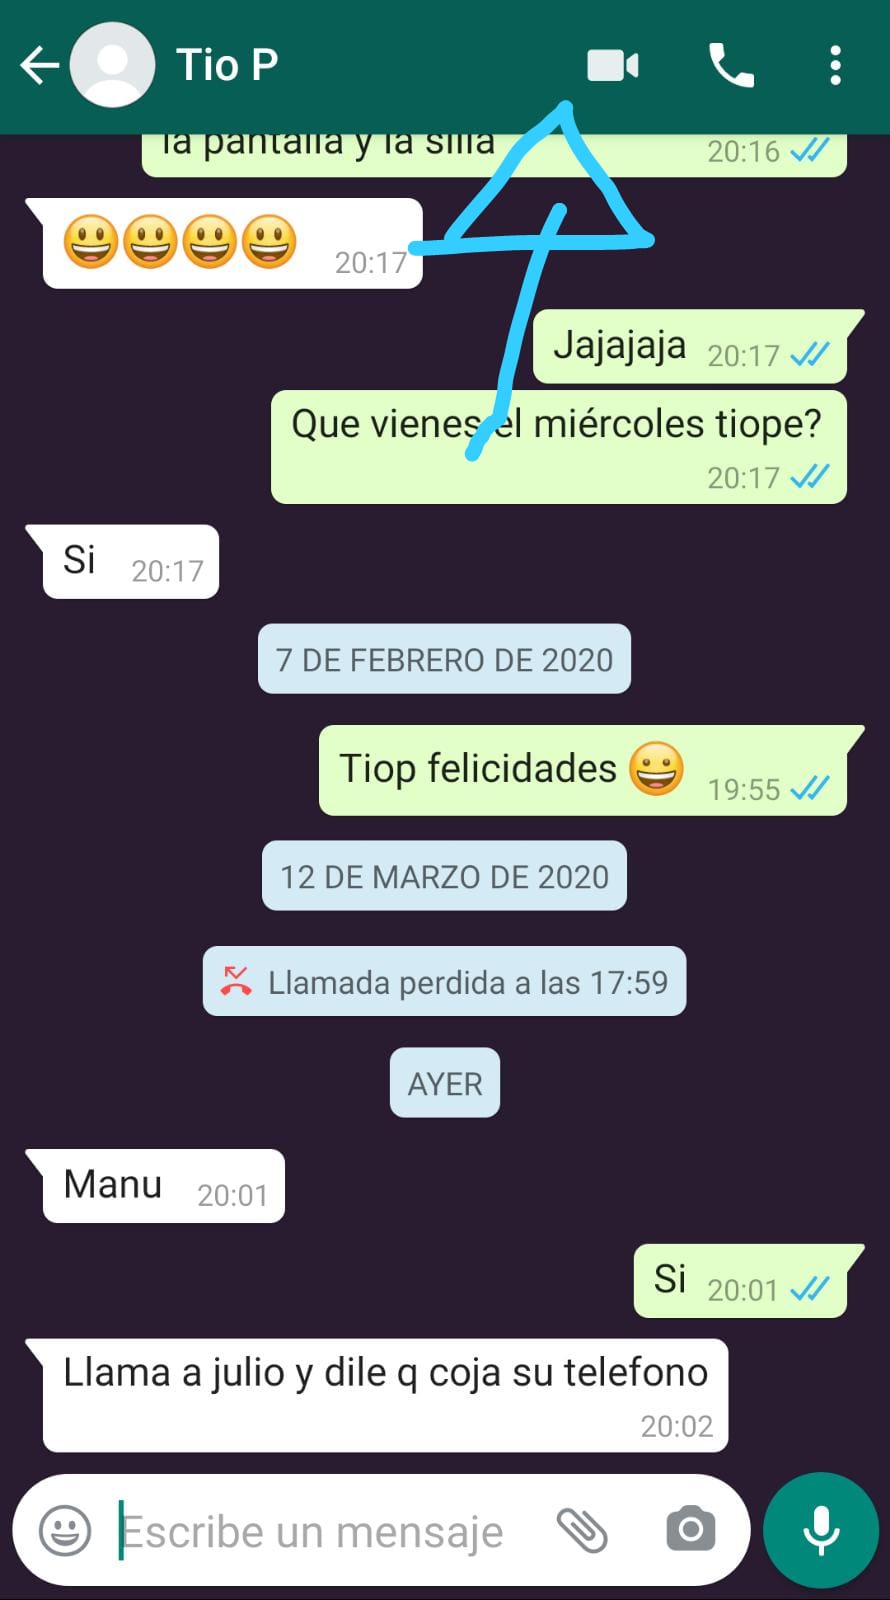 Tio P
la pantalla y la silla 20:16
😃😃😃😃 20:17
Jajajaja 20:17
Que vienes el miércoles tiope?
20:17
Si 20:17
7 DE FEBRERO DE 2020
Tiop felicidades 😀 19:55
12 DE MARZO DE 2020
Llamada perdida a las 17:59
AYER
Manu 20:01
Si 20:01
Llama a julio y dile q coja su telefono
20:02
Escribe un mensaje